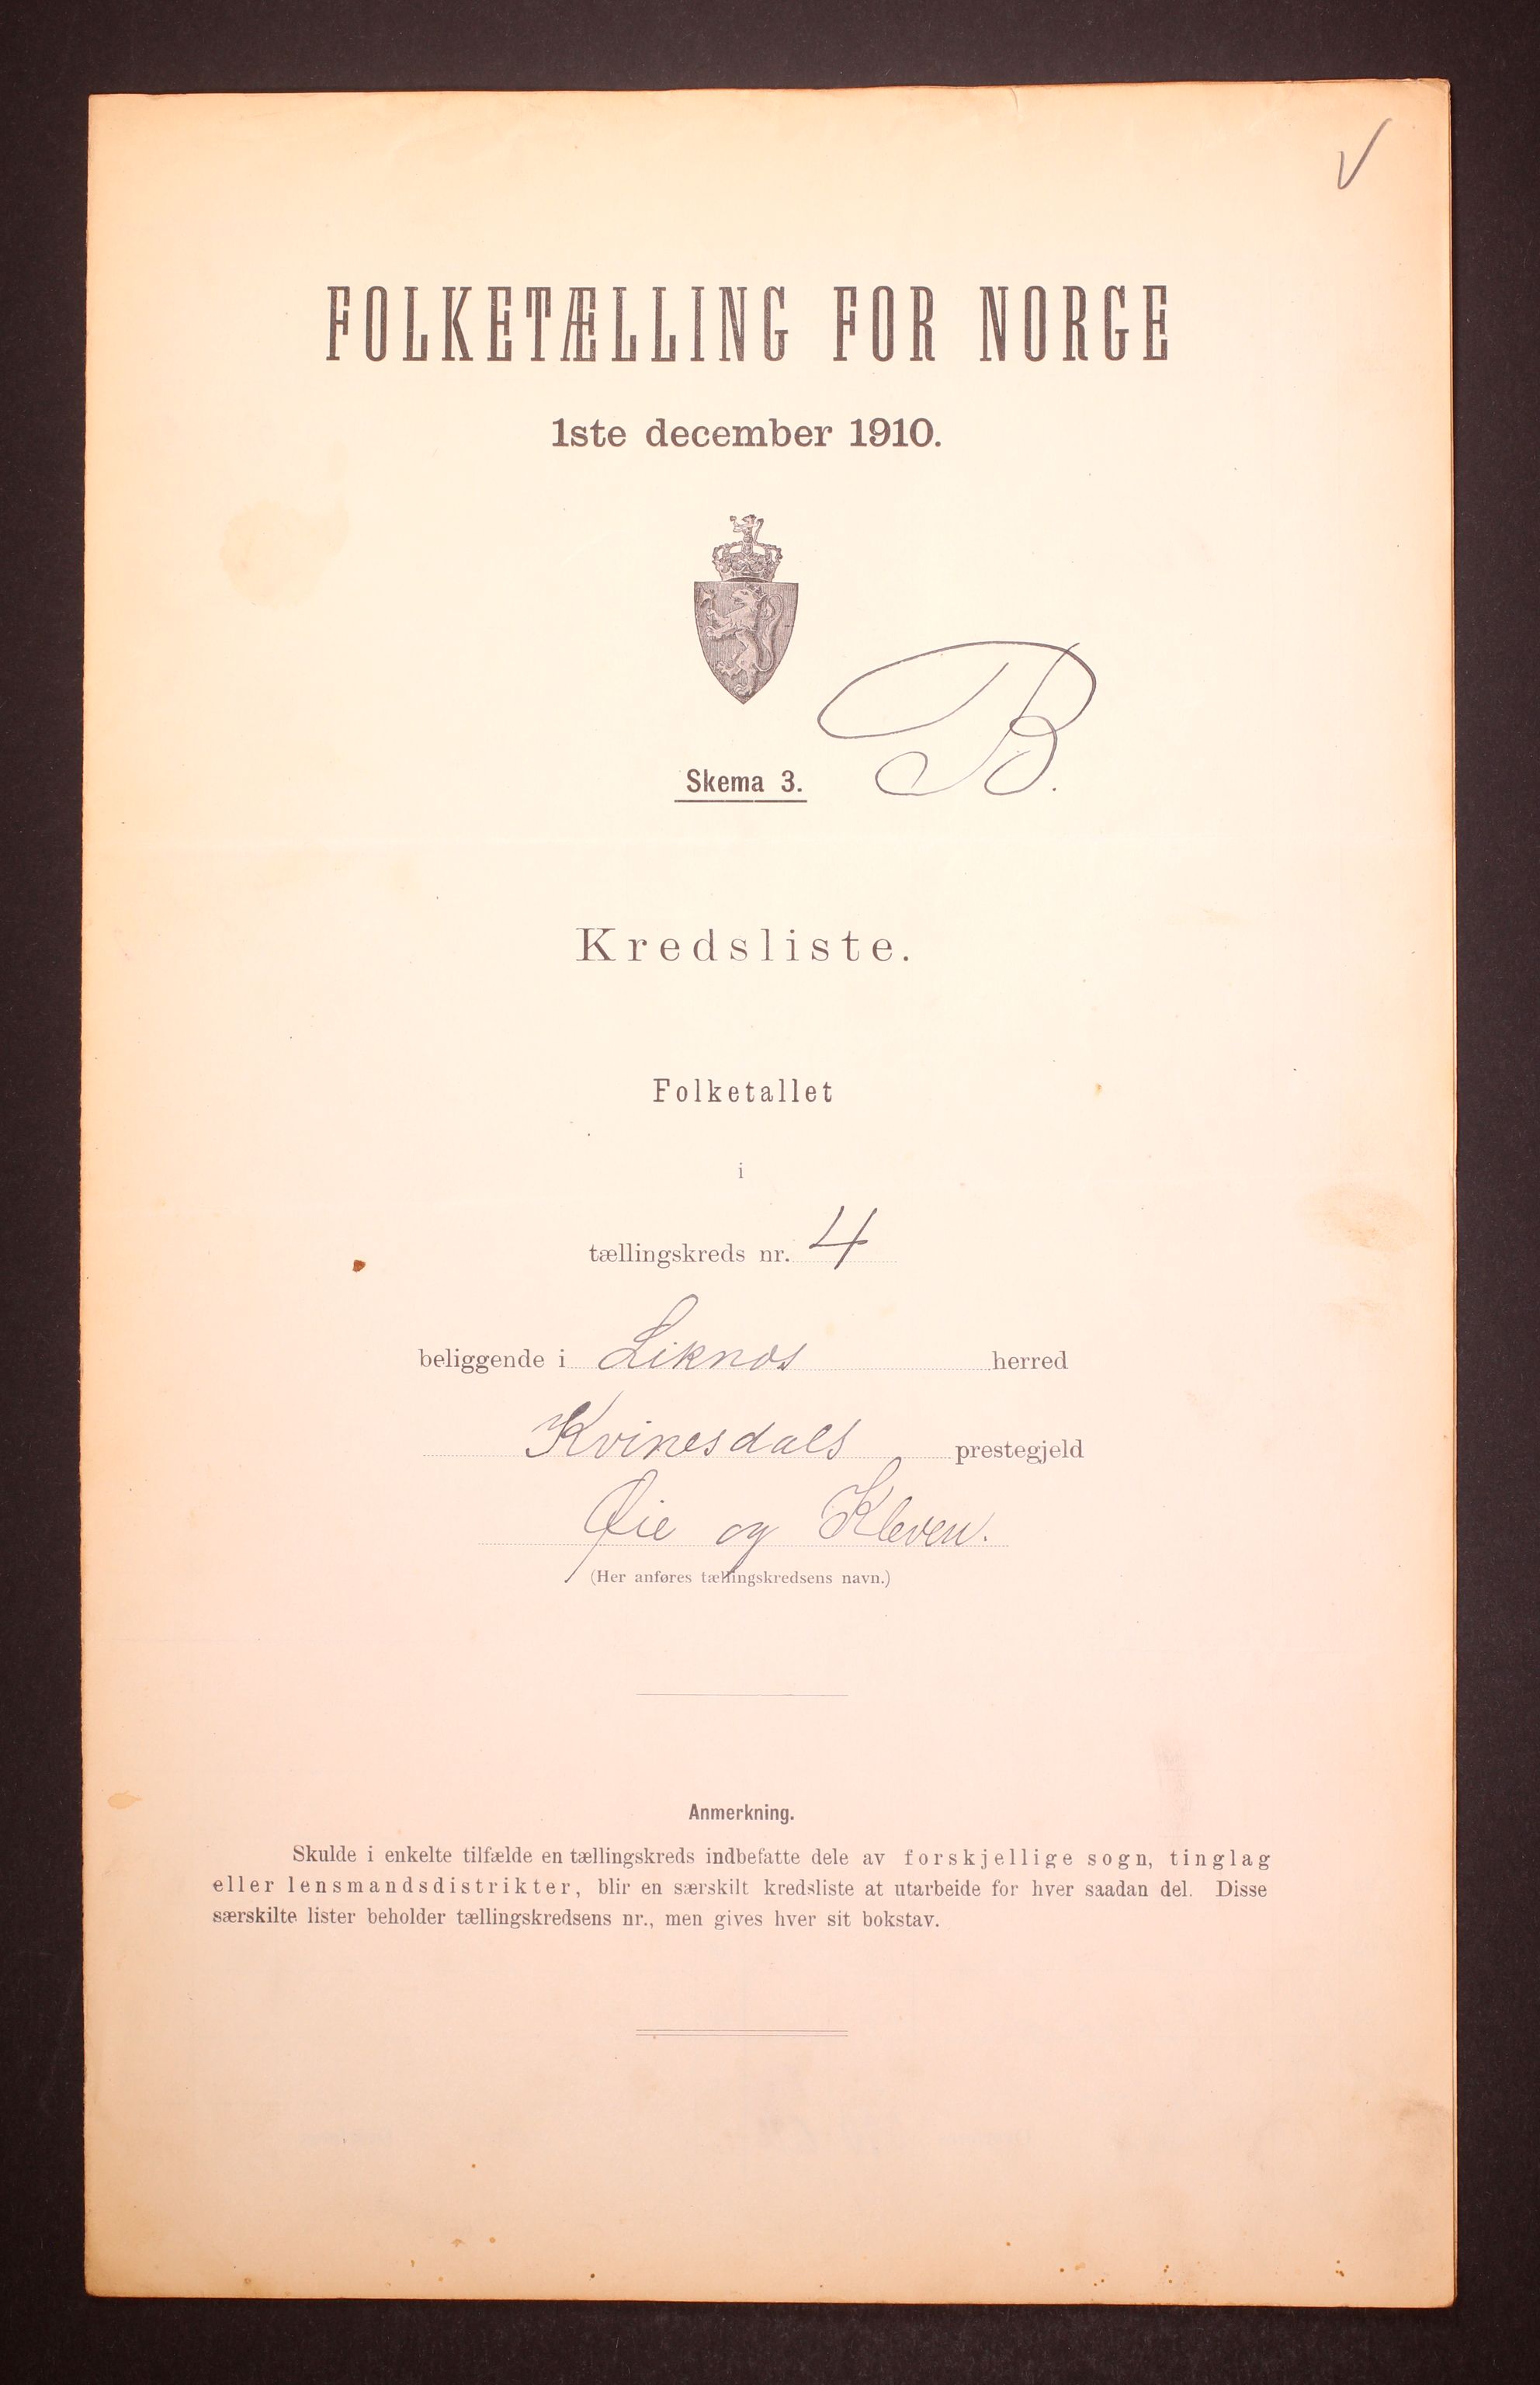 ✓
FOLKETÆLLING FOR NORGE
1ste december 1910.
B.
Skema 3.
Kredsliste.
Folketallet
i
tællingskreds nr. 4
beliggende i Liknes herred
Kvinesdals prestegjeld
Øie og Kleven.
(Her anføres tællingskredsens navn.)
Anmerkning.
Skulde i enkelte tilfælde en tællingskreds indbefatte dele av forskjellige sogn, tinglag
eller lensmandsdistrikter, blir en særskilt kredsliste at utarbeide for hver saadan del. Disse
særskilte lister beholder tællingskredsens nr., men gives hver sit bokstav.